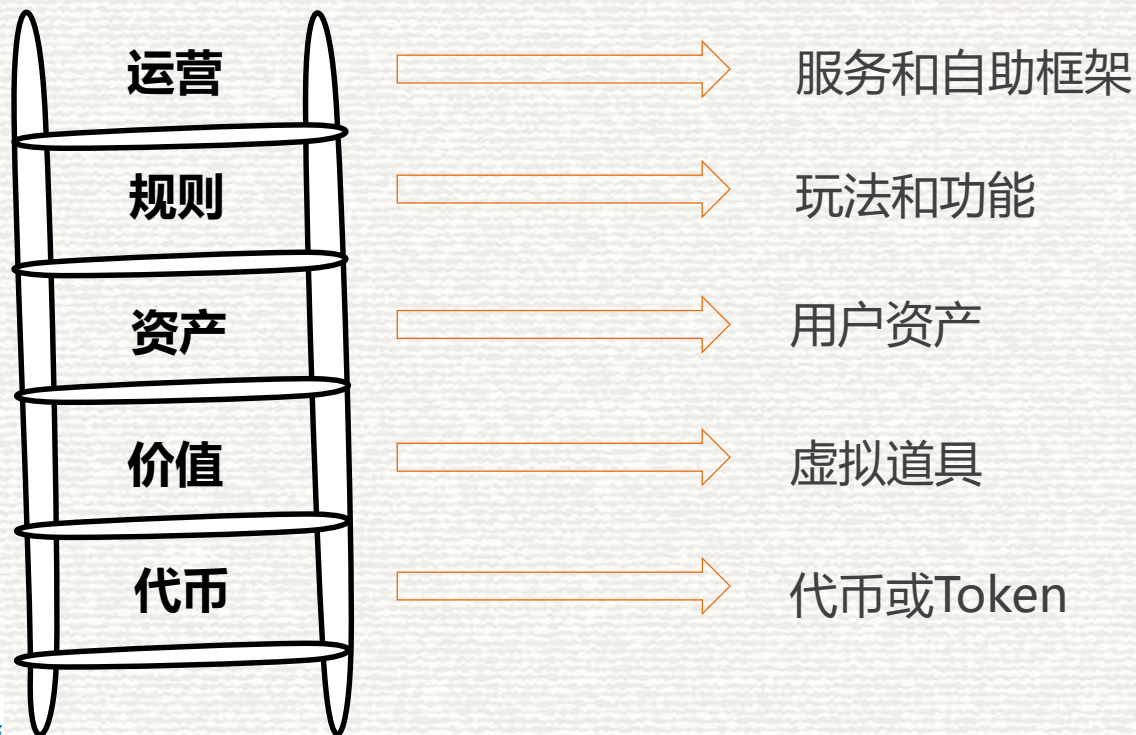 运营
服务和自助框架
规则
玩法和功能
资产
用户资产
价值
虚拟道具
代币
代币或Token